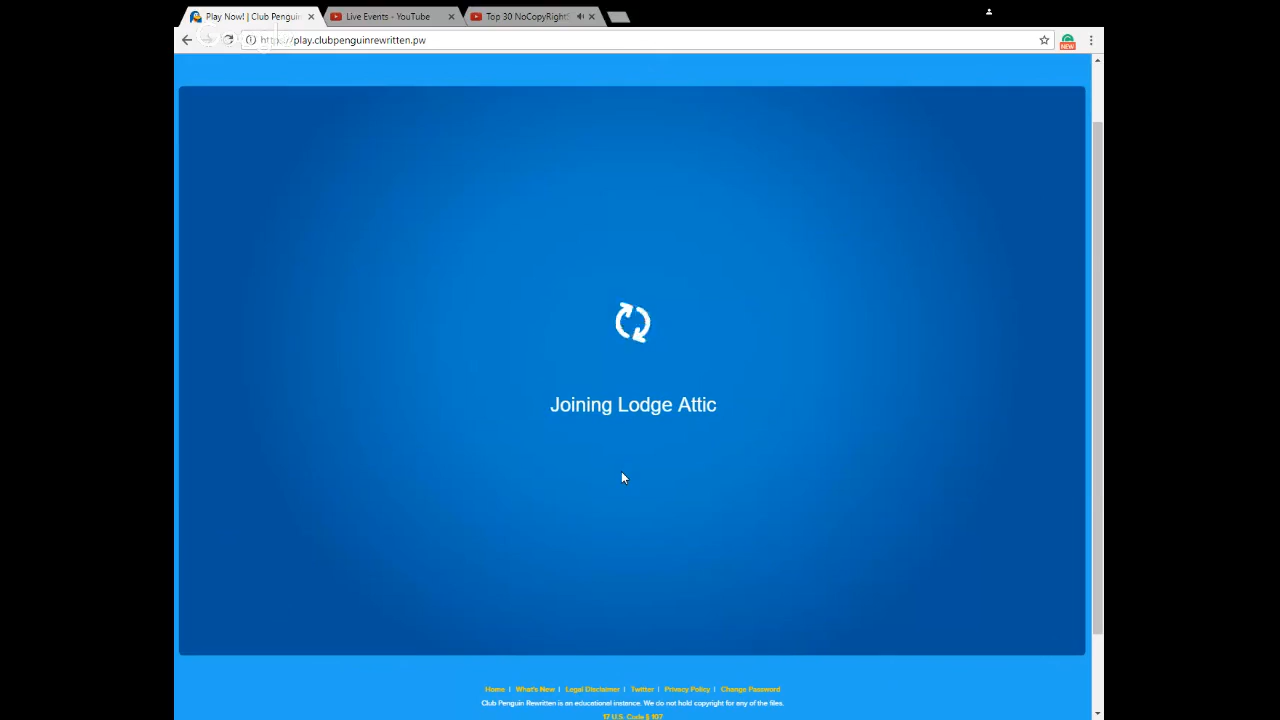 Play Now! | Club Penguin
Live Events - YouTube
Top 30 NoCopyRight
play.clubpenguinrewritten.pw
NEW
Joining Lodge Attic
Home | What's New | Legal Disclaimer | Twitter | Privacy Policy | Change Password
Club Penguin Rewritten is an educational instance. We do not hold copyright for any of the files.
17 U.S. Code § 107